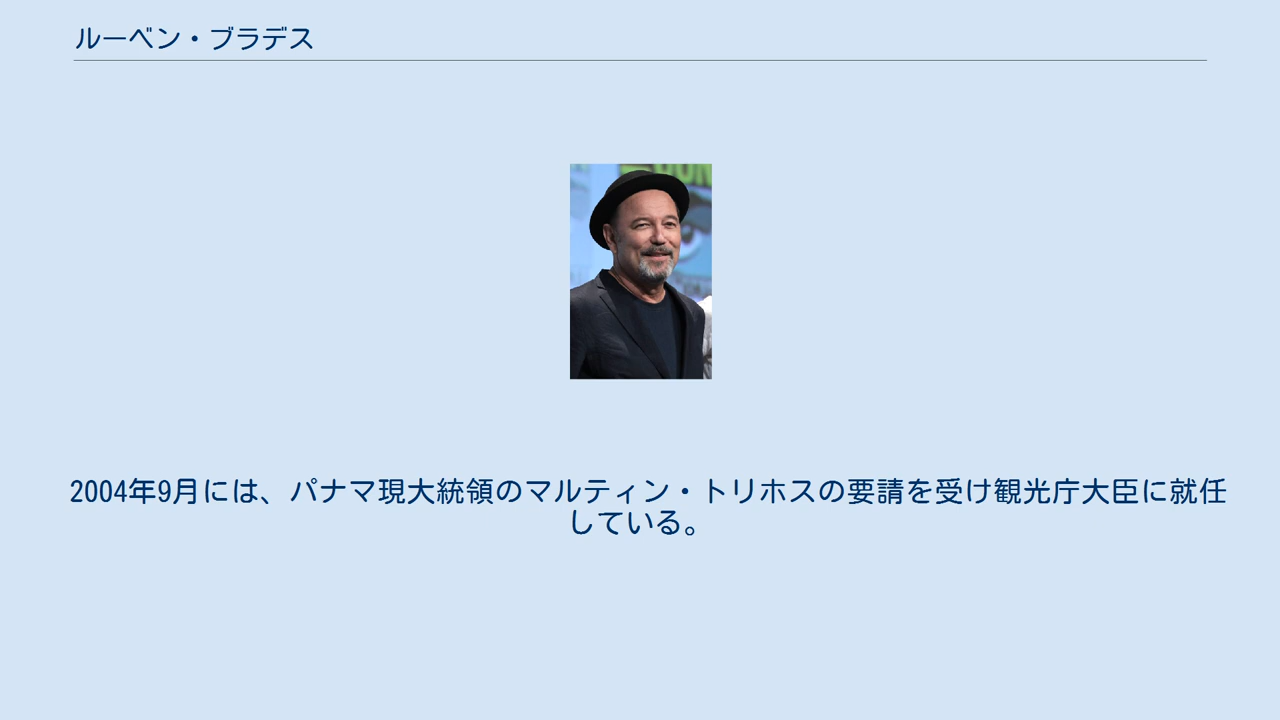 ルーベン・ブラデス
2004年9月には、パナマ現大統領のマルティン・トリホスの要請を受け観光庁大臣に就任
している。